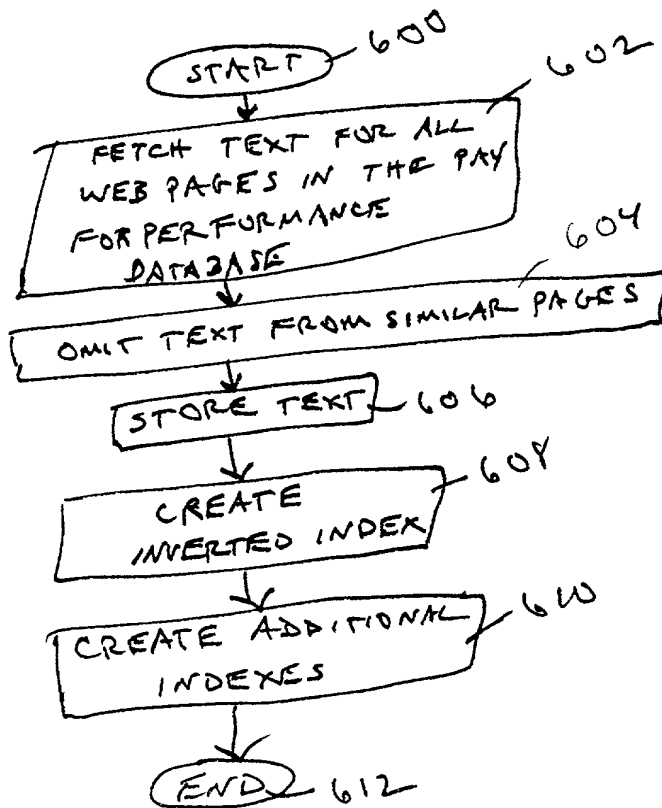 600
START
602
FETCH TEXT FOR ALL
WEB PAGES IN THE PAY
FOR PERFORMANCE
DATABASE
604
OMIT TEXT FROM SIMILAR PAGES
STORE TEXT
606
608
CREATE
INVERTED INDEX
610
CREATE ADDITIONAL
INDEXES
END
612